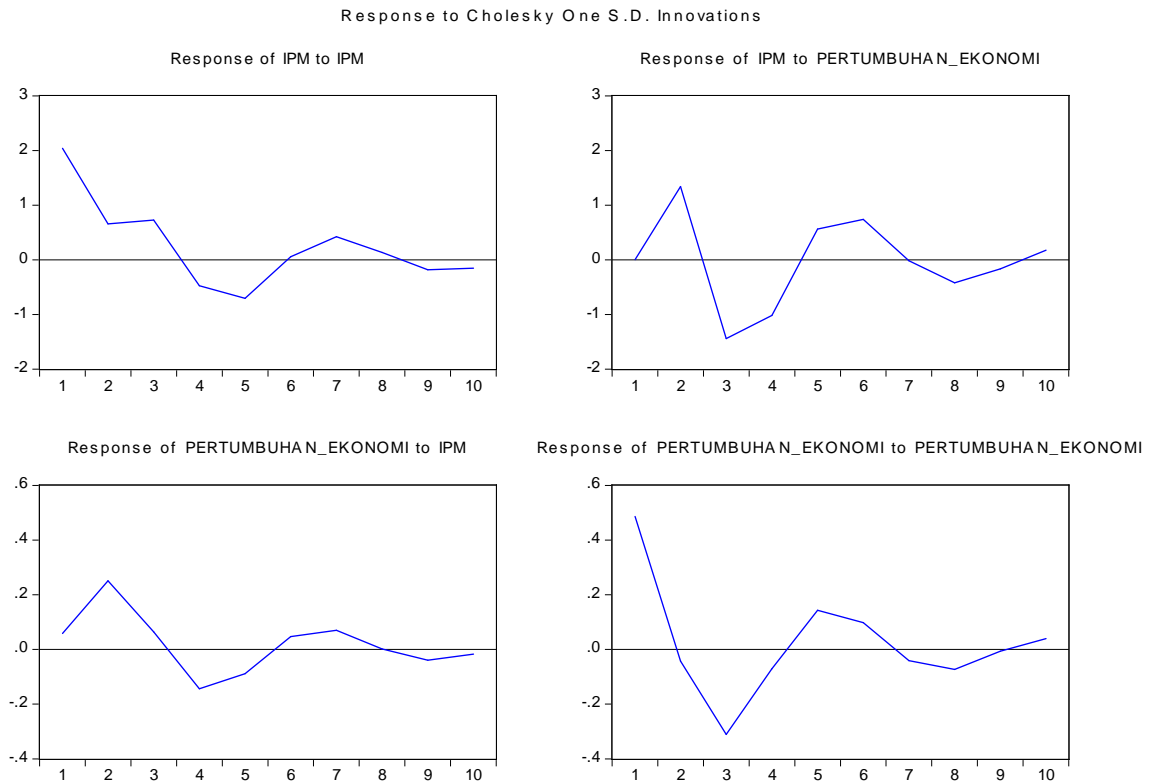 Response to Cholesky One S.D. Innovations
Response of IPM to IPM
3
2
1
0
-1
-2
1 2 3 4 5 6 7 8 9 10
Response of IPM to PERTUMBUHAN_EKONOMI
3
2
1
0
-1
-2
1 2 3 4 5 6 7 8 9 10
Response of PERTUMBUHAN_EKONOMI to IPM
.6
.4
.2
.0
-.2
-.4
1 2 3 4 5 6 7 8 9 10
Response of PERTUMBUHAN_EKONOMI to PERTUMBUHAN_EKONOMI
.6
.4
.2
.0
-.2
-.4
1 2 3 4 5 6 7 8 9 10